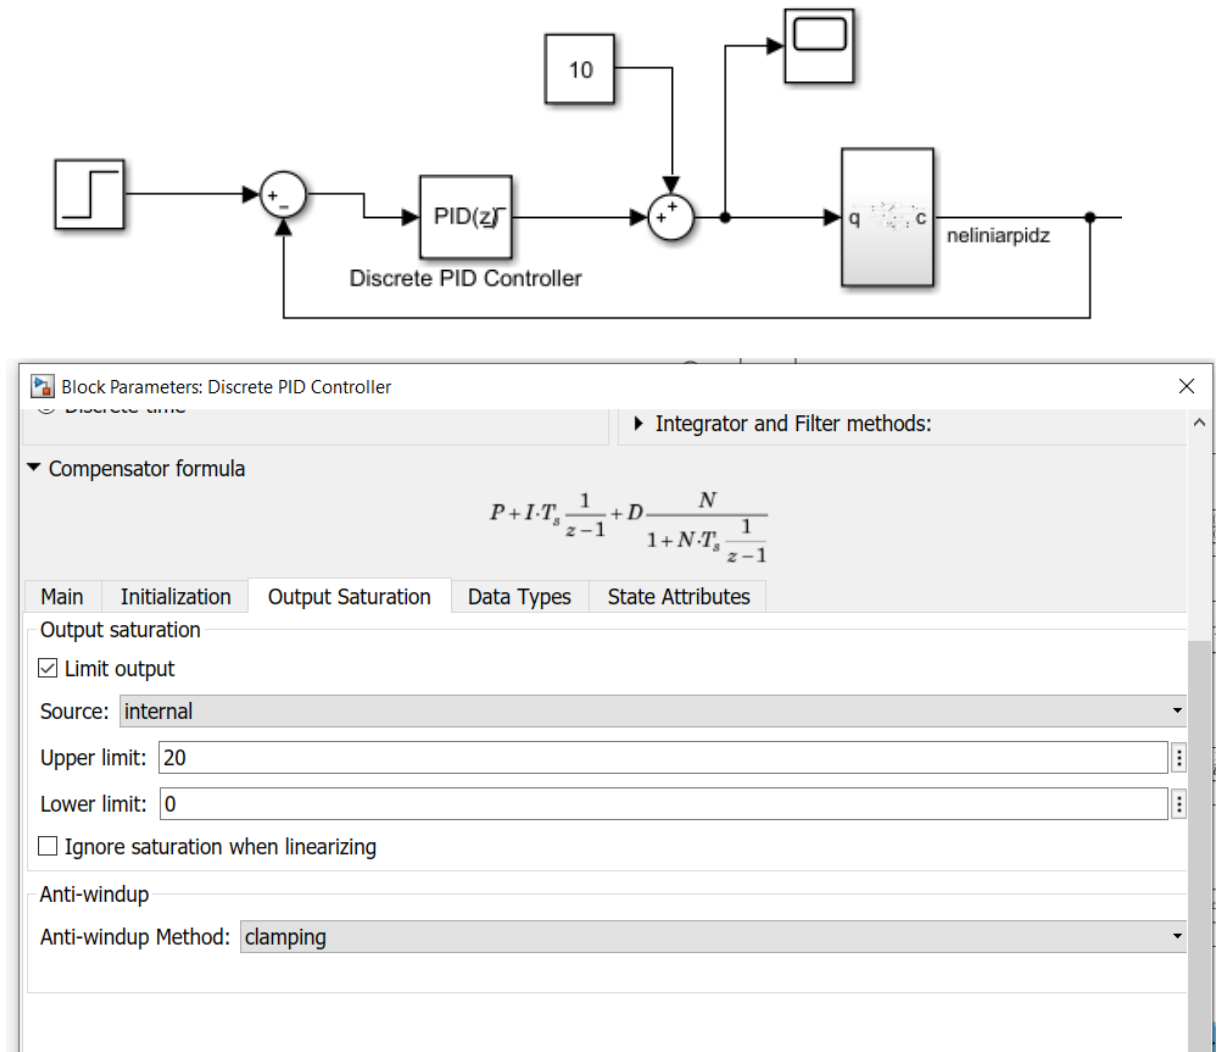 10
+
−
PID(z)
+
+
q
c
neliniarpidz
Discrete PID Controller
Block Parameters: Discrete PID Controller
Discrete-time
Integrator and Filter methods:
Compensator formula
P + I·Ts 1/(z−1) + D N/(1 + N·Ts 1/(z−1))
Main Initialization Output Saturation Data Types State Attributes
Output saturation
Limit output
Source: internal
Upper limit: 20
Lower limit: 0
Ignore saturation when linearizing
Anti-windup
Anti-windup Method: clamping